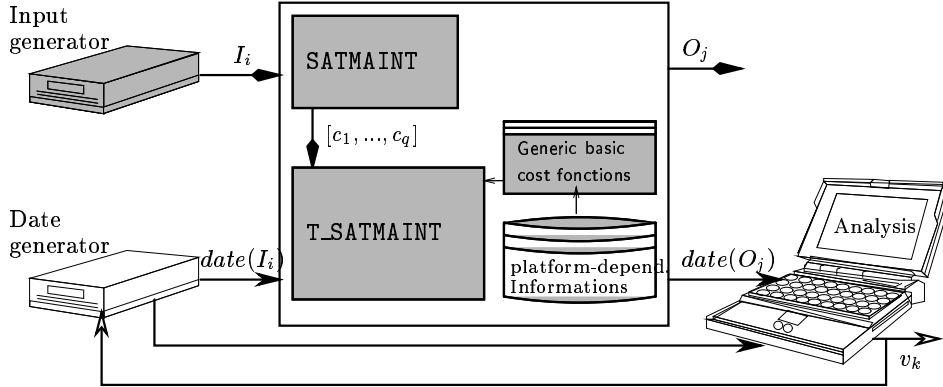 Input
generator
I_i
SATMAINT
O_j
[c_1, ..., c_q]
Generic basic
cost fonctions
Date
generator
date(I_i)
T_SATMAINT
platform-depend.
Informations
date(O_j)
Analysis
v_k